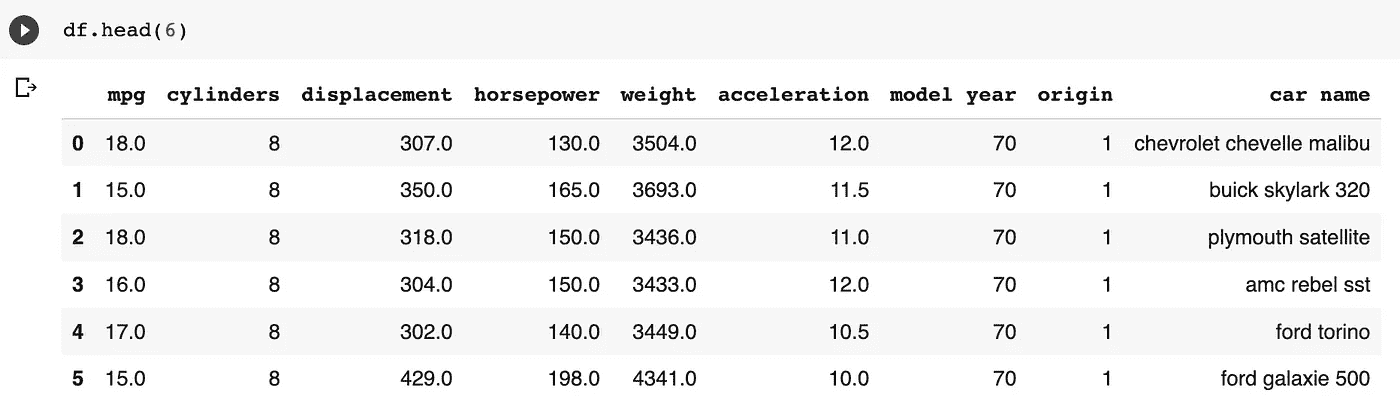 df.head(6)
mpg cylinders displacement horsepower weight acceleration model year origin car name
0 18.0 8 307.0 130.0 3504.0 12.0 70 1 chevrolet chevelle malibu
1 15.0 8 350.0 165.0 3693.0 11.5 70 1 buick skylark 320
2 18.0 8 318.0 150.0 3436.0 11.0 70 1 plymouth satellite
3 16.0 8 304.0 150.0 3433.0 12.0 70 1 amc rebel sst
4 17.0 8 302.0 140.0 3449.0 10.5 70 1 ford torino
5 15.0 8 429.0 198.0 4341.0 10.0 70 1 ford galaxie 500